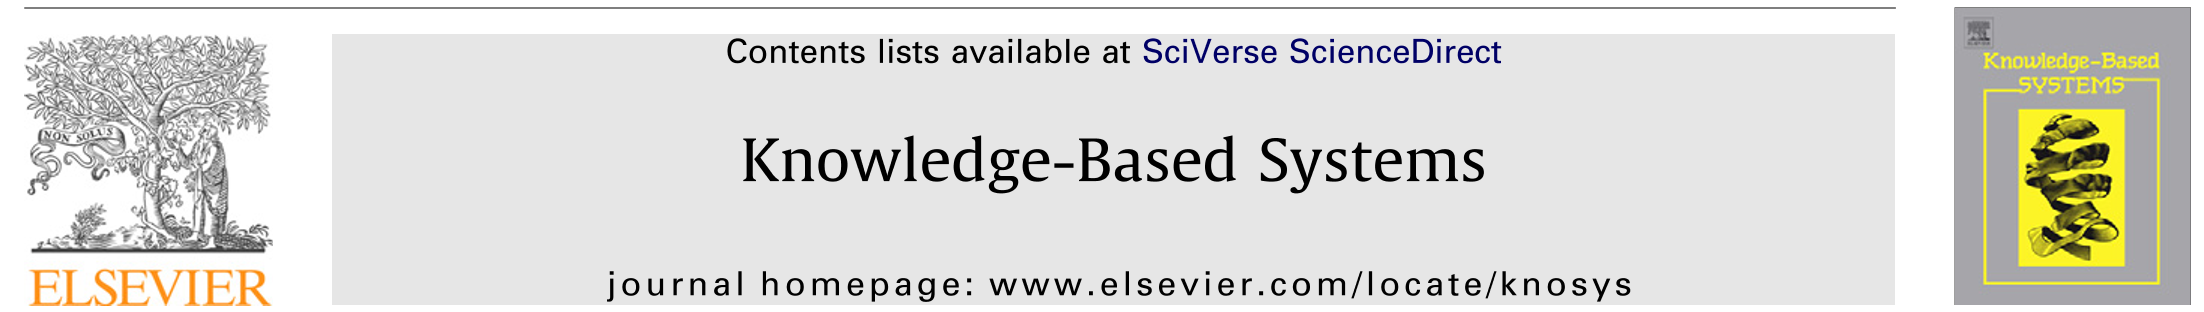 Contents lists available at SciVerse ScienceDirect
NON SOLUS
Knowledge-Based Systems
ELSEVIER
journal homepage: www.elsevier.com/locate/knosys
Knowledge-Based
SYSTEMS